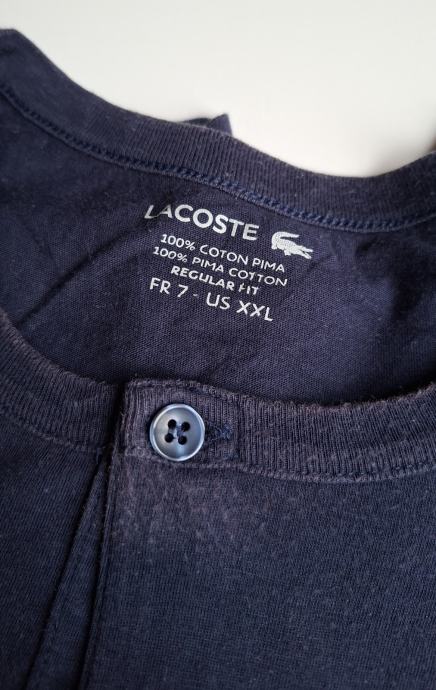 LACOSTE
100% COTON PIMA
100% PIMA COTTON
REGULAR FIT
FR 7 - US XXL